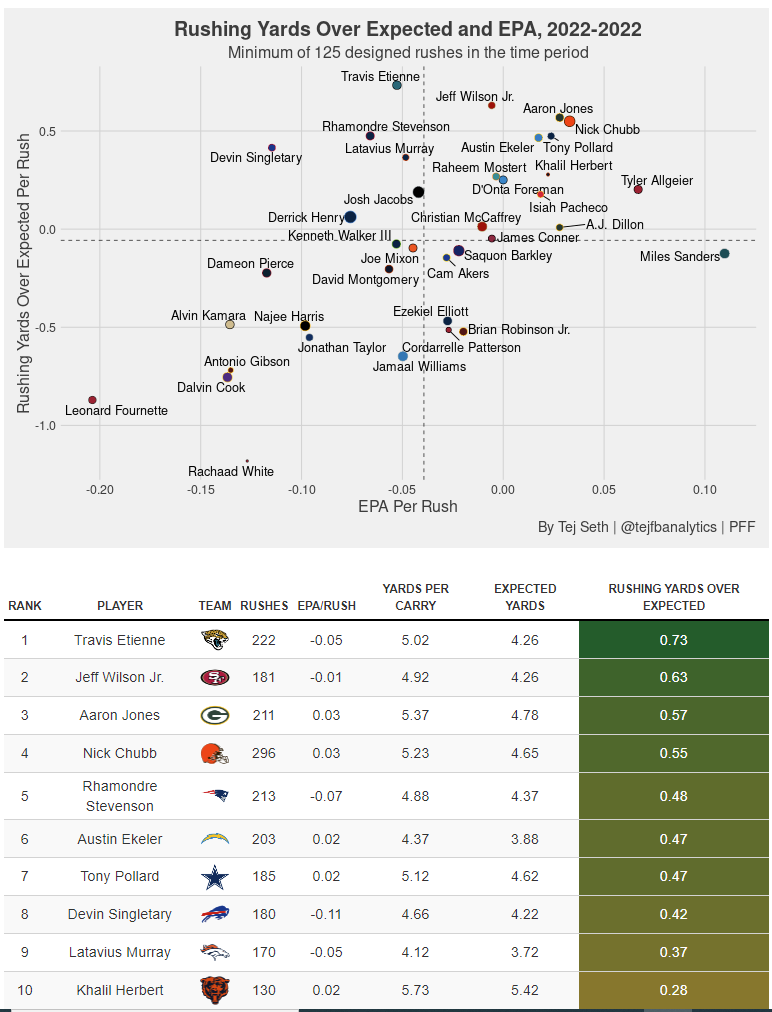 Rushing Yards Over Expected and EPA, 2022-2022
Minimum of 125 designed rushes in the time period
Travis Etienne
Jeff Wilson Jr.
Aaron Jones
Nick Chubb
Rhamondre Stevenson
0.5
Austin Ekeler
Tony Pollard
Latavius Murray
Devin Singletary
Raheem Mostert
Khalil Herbert
Tyler Allgeier
D'Onta Foreman
Josh Jacobs
Isiah Pacheco
Derrick Henry
Christian McCaffrey
A.J. Dillon
0.0
Kenneth Walker III
James Conner
Joe Mixon
Saquon Barkley
Miles Sanders
Dameon Pierce
Cam Akers
David Montgomery
Alvin Kamara
Najee Harris
Ezekiel Elliott
-0.5
Brian Robinson Jr.
Jonathan Taylor
Cordarrelle Patterson
Antonio Gibson
Jamaal Williams
Dalvin Cook
Leonard Fournette
-1.0
Rachaad White
Rushing Yards Over Expected Per Rush
-0.20 -0.15 -0.10 -0.05 0.00 0.05 0.10
EPA Per Rush
By Tej Seth | @tejfbanalytics | PFF
RANK PLAYER TEAM RUSHES EPA/RUSH YARDS PER CARRY EXPECTED YARDS RUSHING YARDS OVER EXPECTED
1 Travis Etienne 222 -0.05 5.02 4.26 0.73
2 Jeff Wilson Jr. 181 -0.01 4.92 4.26 0.63
3 Aaron Jones 211 0.03 5.37 4.78 0.57
4 Nick Chubb 296 0.03 5.23 4.65 0.55
5 Rhamondre Stevenson 213 -0.07 4.88 4.37 0.48
6 Austin Ekeler 203 0.02 4.37 3.88 0.47
7 Tony Pollard 185 0.02 5.12 4.62 0.47
8 Devin Singletary 180 -0.11 4.66 4.22 0.42
9 Latavius Murray 170 -0.05 4.12 3.72 0.37
10 Khalil Herbert 130 0.02 5.73 5.42 0.28